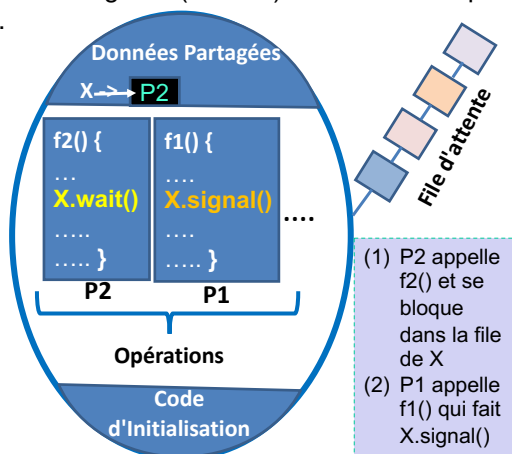 .
Données Partagées
X-> P2
f2() {
...
X.wait()
.....
..... }
f1() {
....
X.signal()
....
..... }
....
P2
P1
Opérations
Code
d'Initialisation
File d'attente
(1) P2 appelle
f2() et se
bloque
dans la file
de X
(2) P1 appelle
f1() qui fait
X.signal()